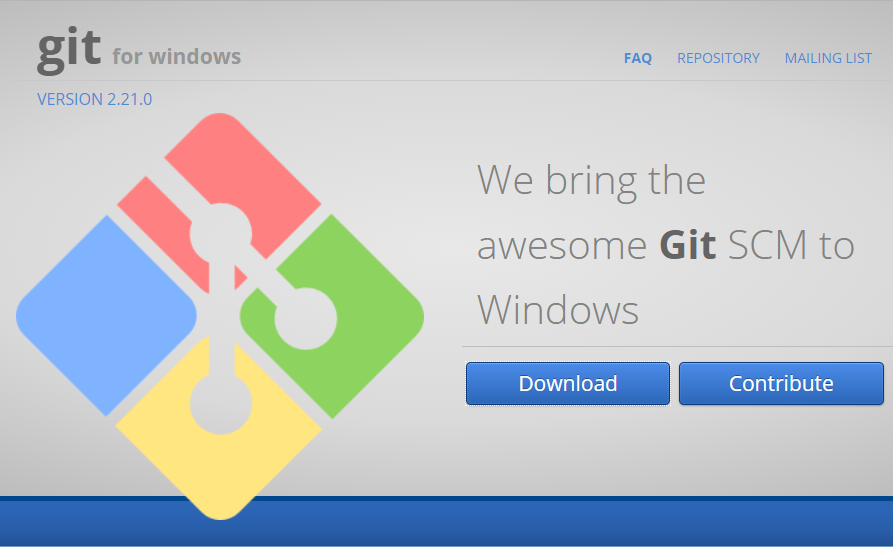 git for windows
FAQ REPOSITORY MAILING LIST
VERSION 2.21.0
We bring the
awesome Git SCM to
Windows
Download Contribute